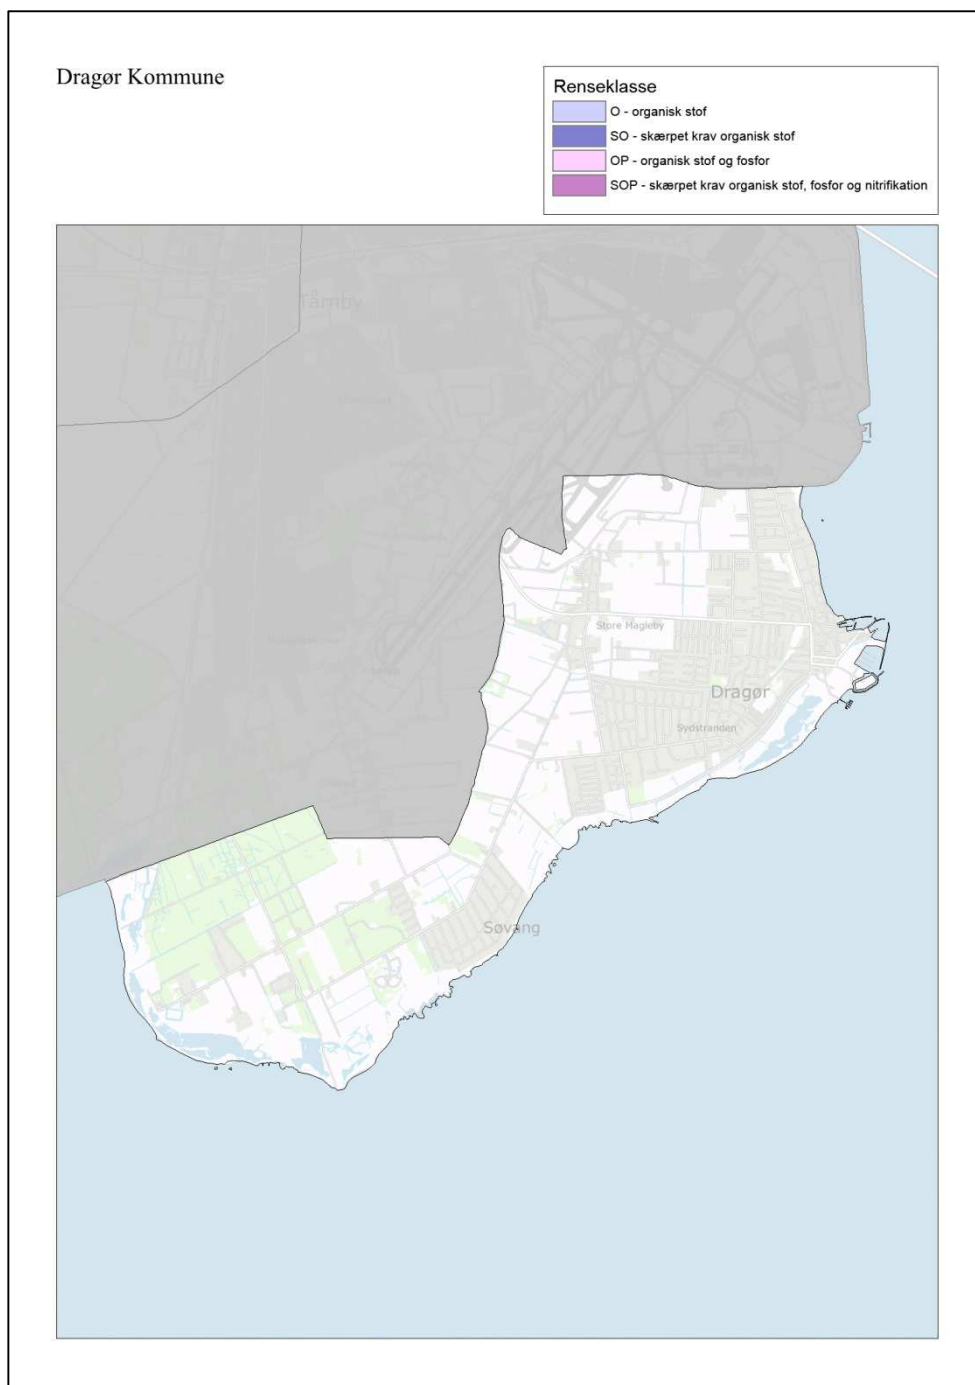 Dragør Kommune
Renseklasse
O - organisk stof
SO - skærpet krav organisk stof
OP - organisk stof og fosfor
SOP - skærpet krav organisk stof, fosfor og nitrifikation
Tårnby
Store Magleby
Dragør
Sydstranden
Søvang